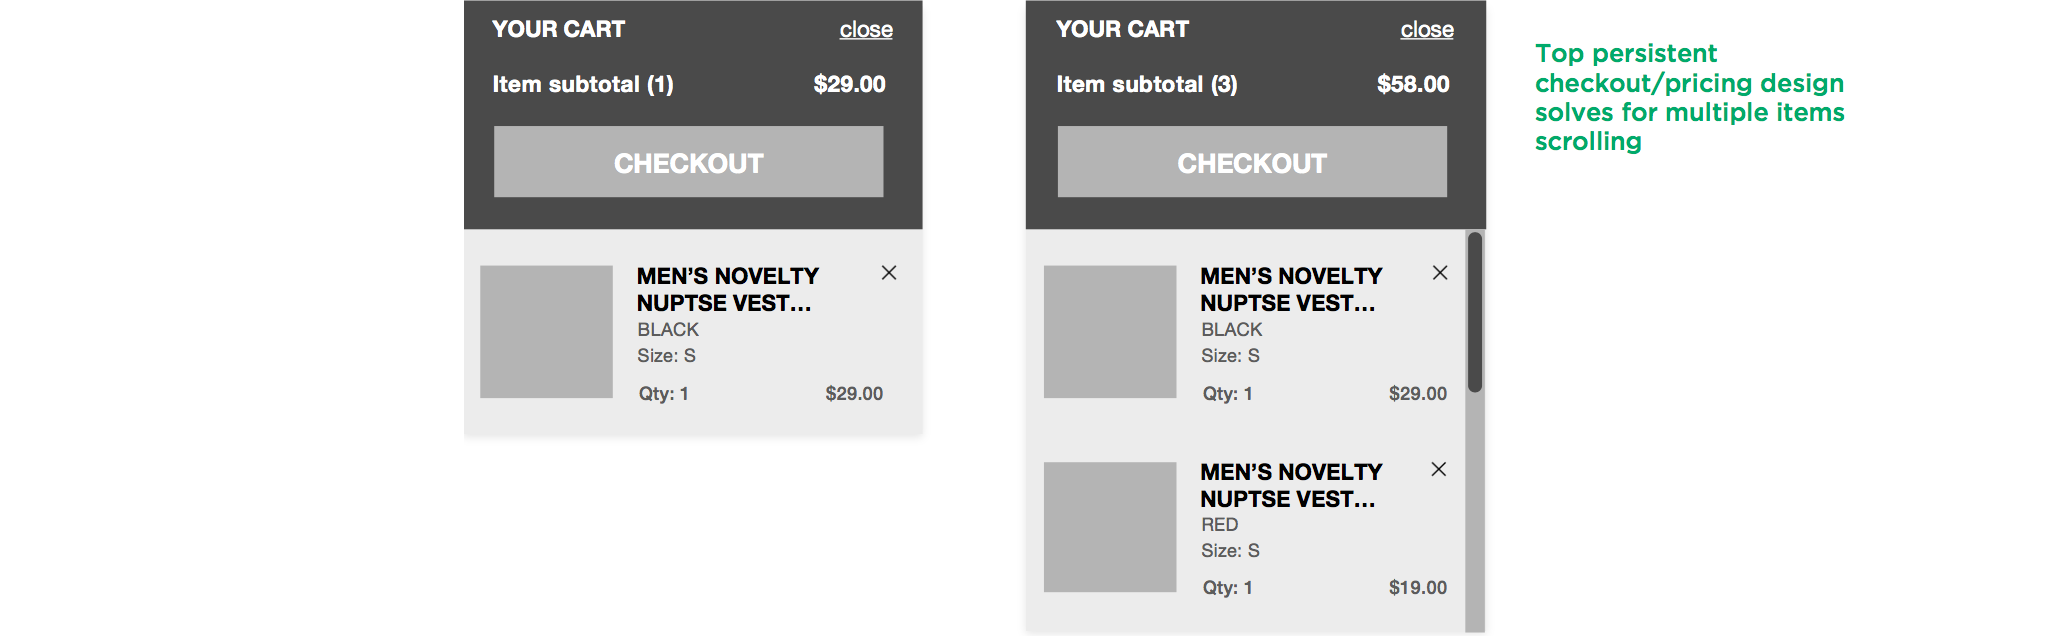 YOUR CART close
Item subtotal (1) $29.00
CHECKOUT
MEN’S NOVELTY
NUPTSE VEST...
BLACK
Size: S
Qty: 1 $29.00
YOUR CART close
Item subtotal (3) $58.00
CHECKOUT
MEN’S NOVELTY
NUPTSE VEST...
BLACK
Size: S
Qty: 1 $29.00
MEN’S NOVELTY
NUPTSE VEST...
RED
Size: S
Qty: 1 $19.00
Top persistent
checkout/pricing design
solves for multiple items
scrolling